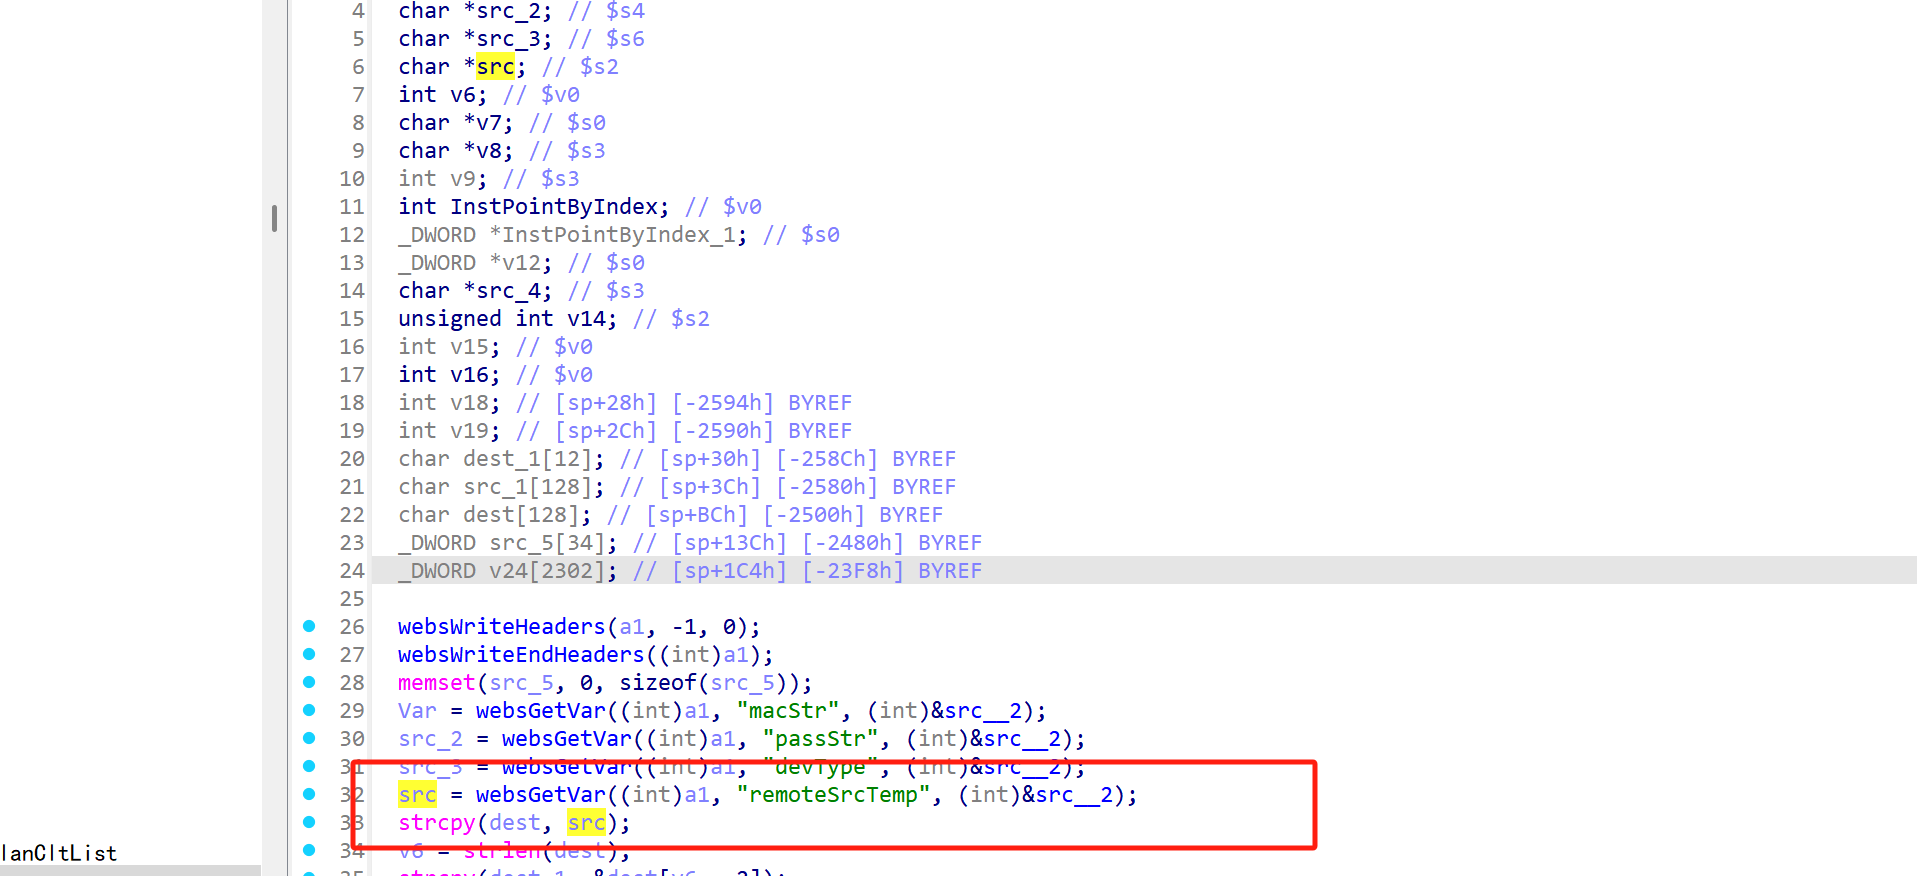 4 char *src_2; // $s4
5 char *src_3; // $s6
6 char *src; // $s2
7 int v6; // $v0
8 char *v7; // $s0
9 char *v8; // $s3
10 int v9; // $s3
11 int InstPointByIndex; // $v0
12 _DWORD *InstPointByIndex_1; // $s0
13 _DWORD *v12; // $s0
14 char *src_4; // $s3
15 unsigned int v14; // $s2
16 int v15; // $v0
17 int v16; // $v0
18 int v18; // [sp+28h] [-2594h] BYREF
19 int v19; // [sp+2Ch] [-2590h] BYREF
20 char dest_1[12]; // [sp+30h] [-258Ch] BYREF
21 char src_1[128]; // [sp+3Ch] [-2580h] BYREF
22 char dest[128]; // [sp+BCh] [-2500h] BYREF
23 _DWORD src_5[34]; // [sp+13Ch] [-2480h] BYREF
24 _DWORD v24[2302]; // [sp+1C4h] [-23F8h] BYREF
25
26 websWriteHeaders(a1, -1, 0);
27 websWriteEndHeaders((int)a1);
28 memset(src_5, 0, sizeof(src_5));
29 Var = websGetVar((int)a1, "macStr", (int)&src__2);
30 src_2 = websGetVar((int)a1, "passStr", (int)&src__2);
31 src_3 = websGetVar((int)a1, "devType", (int)&src__2);
32 src = websGetVar((int)a1, "remoteSrcTemp", (int)&src__2);
33 strcpy(dest, src);
34 v6 = strlen(dest);
lanCltList